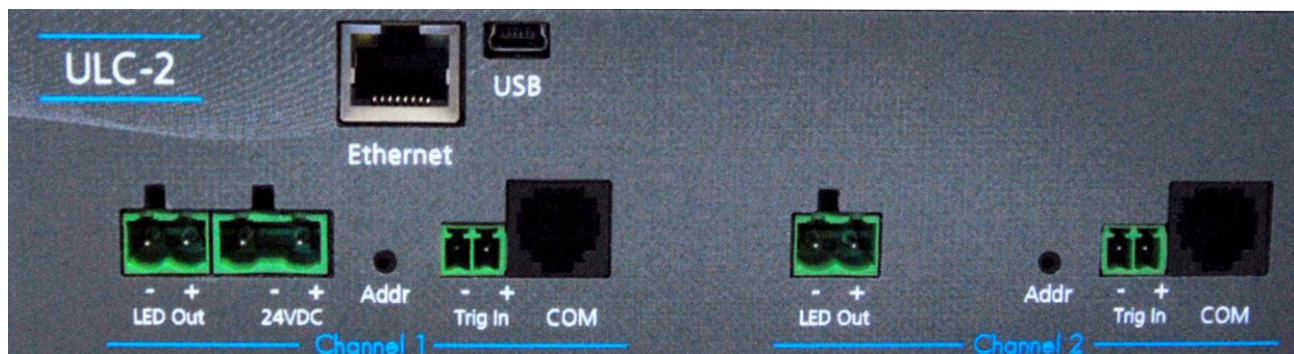 ULC-2
USB
Ethernet
- + - + Addr - + - + Addr - +
LED Out 24VDC Trig In COM LED Out Trig In COM
Channel 1 Channel 2